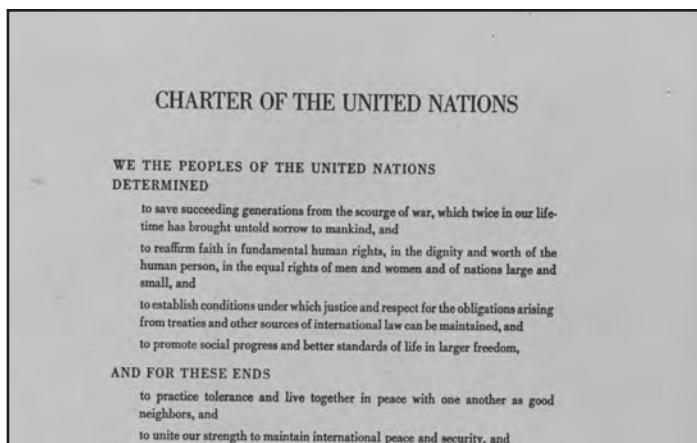 CHARTER OF THE UNITED NATIONS
WE THE PEOPLES OF THE UNITED NATIONS
DETERMINED
to save succeeding generations from the scourge of war, which twice in our life-
time has brought untold sorrow to mankind, and
to reaffirm faith in fundamental human rights, in the dignity and worth of the
human person, in the equal rights of men and women and of nations large and
small, and
to establish conditions under which justice and respect for the obligations arising
from treaties and other sources of international law can be maintained, and
to promote social progress and better standards of life in larger freedom,
AND FOR THESE ENDS
to practice tolerance and live together in peace with one another as good
neighbors, and
to unite our strength to maintain international peace and security, and